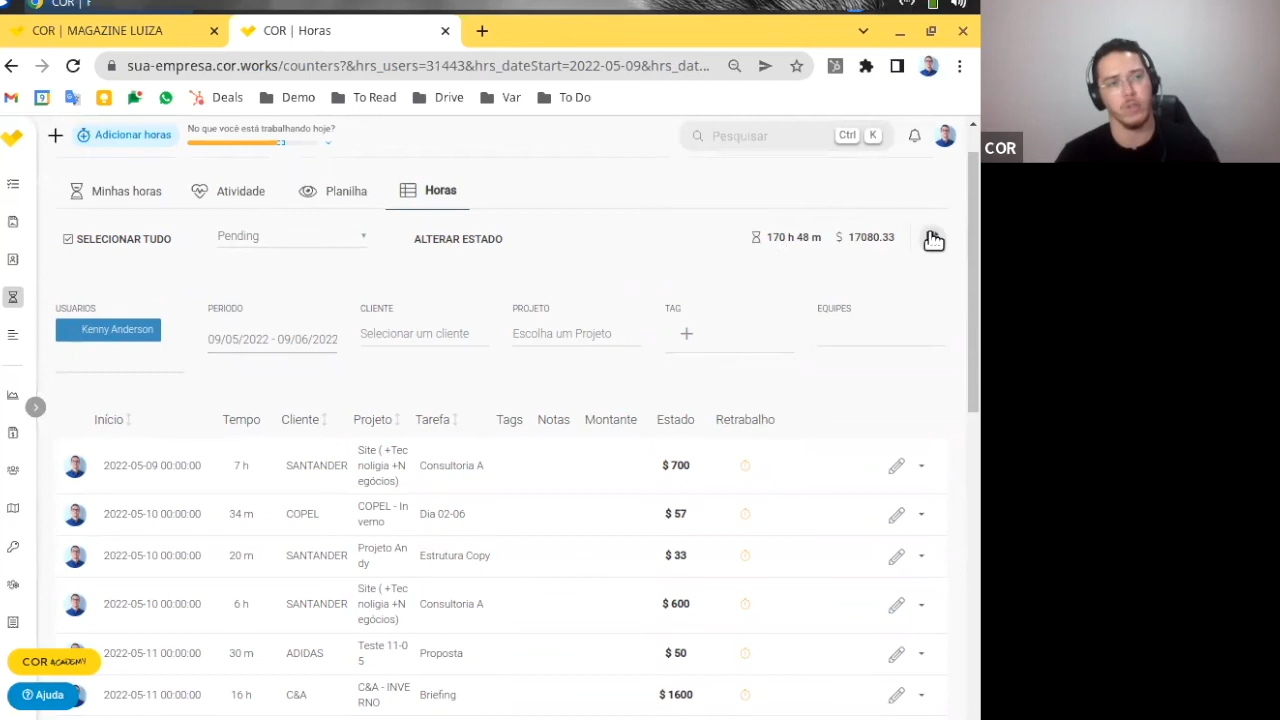 COR |
COR | MAGAZINE LUIZA
COR | Horas
sua-empresa.cor.works/counters?&hrs_users=31443&hrs_dateStart=2022-05-09&hrs_dat...
Deals
Demo
To Read
Drive
Var
To Do
Adicionar horas
No que você está trabalhando hoje?
Pesquisar
Ctrl
K
COR
Minhas horas
Atividade
Planilha
Horas
SELECIONAR TUDO
Pending
ALTERAR ESTADO
170 h 48 m
$ 17080.33
USUARIOS
PERIODO
CLIENTE
PROJETO
TAG
EQUIPES
Kenny Anderson
09/05/2022 - 09/06/2022
Selecionar um cliente
Escolha um Projeto
Início
Tempo
Cliente
Projeto
Tarefa
Tags
Notas
Montante
Estado
Retrabalho
2022-05-09 00:00:00
7 h
SANTANDER
Site ( +Tec
noligia +N
egócios)
Consultoria A
$ 700
2022-05-10 00:00:00
34 m
COPEL
COPEL - In
verno
Dia 02-06
$ 57
2022-05-10 00:00:00
20 m
SANTANDER
Projeto An
dy
Estrutura Copy
$ 33
2022-05-10 00:00:00
6 h
SANTANDER
Site ( +Tec
noligia +N
egócios)
Consultoria A
$ 600
2022-05-11 00:00:00
30 m
ADIDAS
Teste 11-0
5
Proposta
$ 50
2022-05-11 00:00:00
16 h
C&A
C&A - INVE
RNO
Briefing
$ 1600
COR ACADEMY
Ajuda